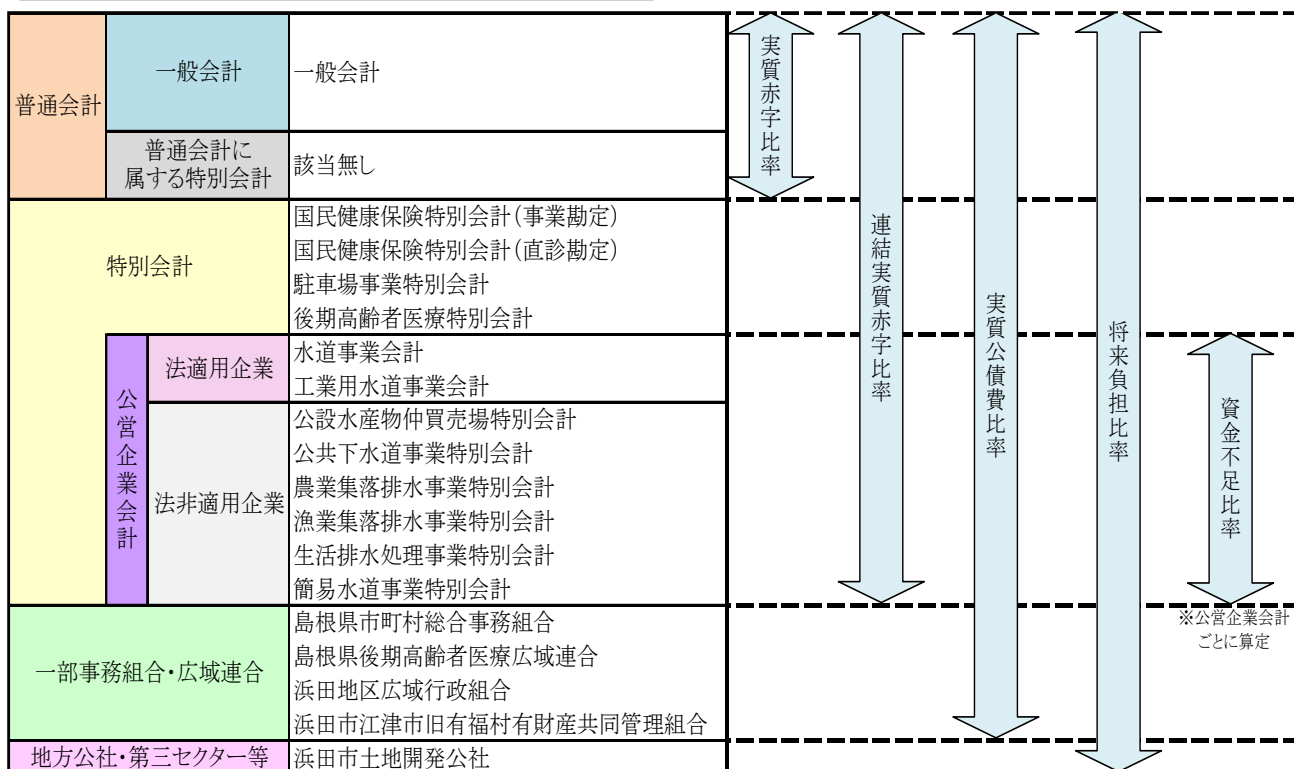 普通会計
一般会計
一般会計
普通会計に
属する特別会計
該当無し
特別会計
国民健康保険特別会計(事業勘定)
国民健康保険特別会計(直診勘定)
駐車場事業特別会計
後期高齢者医療特別会計
公営企業会計
法適用企業
水道事業会計
工業用水道事業会計
法非適用企業
公設水産物仲買売場特別会計
公共下水道事業特別会計
農業集落排水事業特別会計
漁業集落排水事業特別会計
生活排水処理事業特別会計
簡易水道事業特別会計
一部事務組合・広域連合
島根県市町村総合事務組合
島根県後期高齢者医療広域連合
浜田地区広域行政組合
浜田市江津市旧有福村有財産共同管理組合
地方公社・第三セクター等
浜田市土地開発公社
実質赤字比率
連結実質赤字比率
実質公債費比率
将来負担比率
資金不足比率
※公営企業会計
ごとに算定